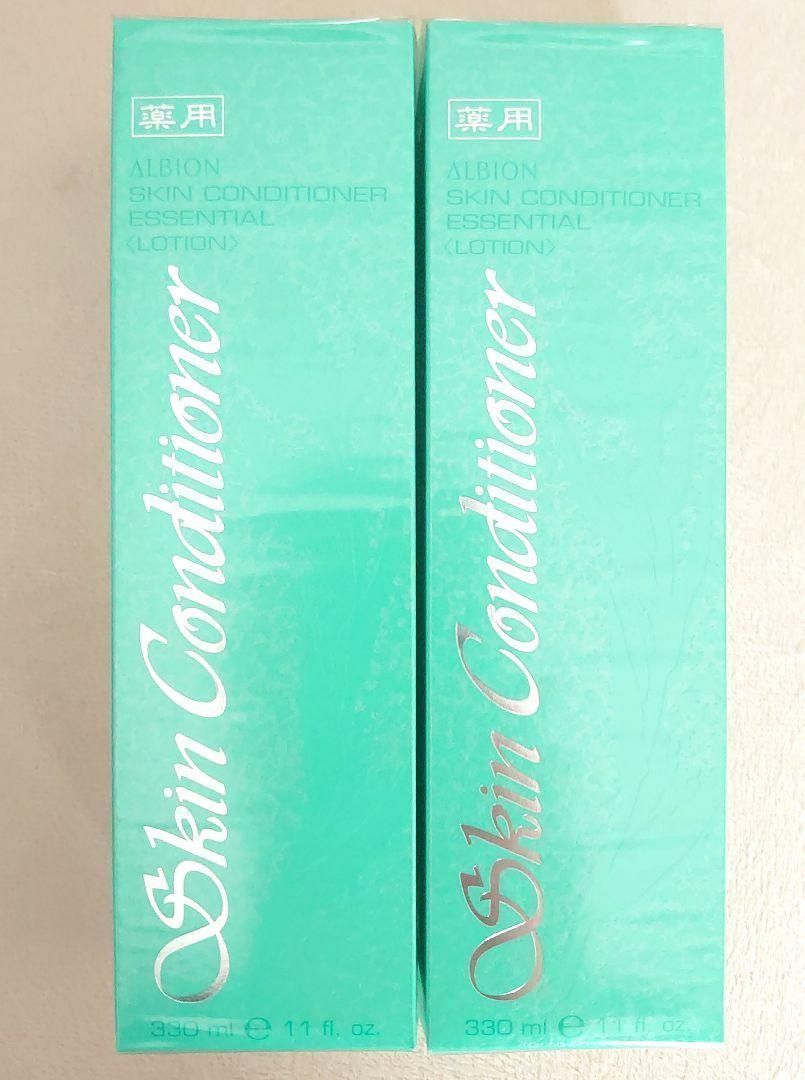 薬用
ALBION
SKIN CONDITIONER
ESSENTIAL
〈LOTION〉
Skin Conditioner
330 ml ℮ 11 fl. oz.
薬用
ALBION
SKIN CONDITIONER
ESSENTIAL
〈LOTION〉
Skin Conditioner
330 ml ℮ 11 fl. oz.